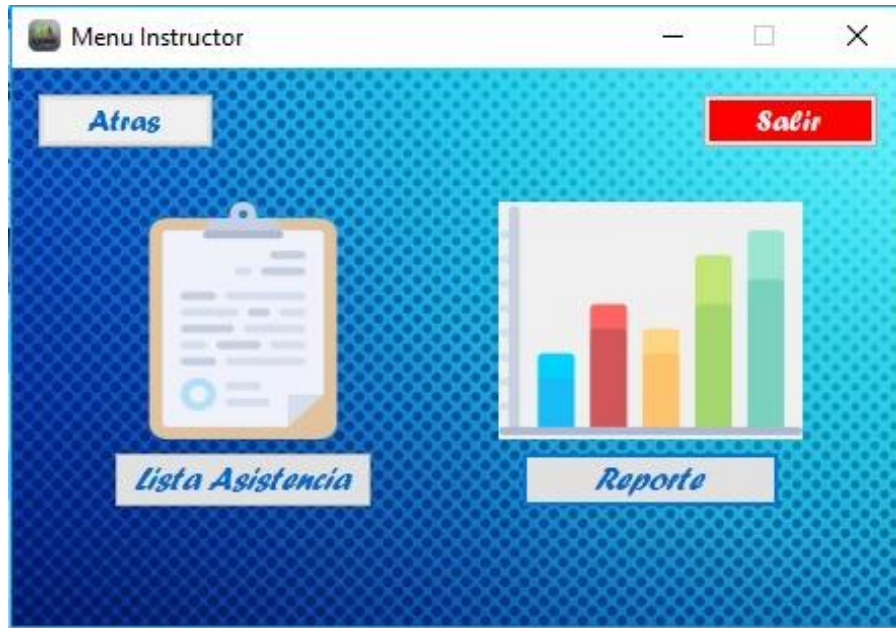 Menu Instructor
Atras
Salir
Lista Asistencia
Reporte